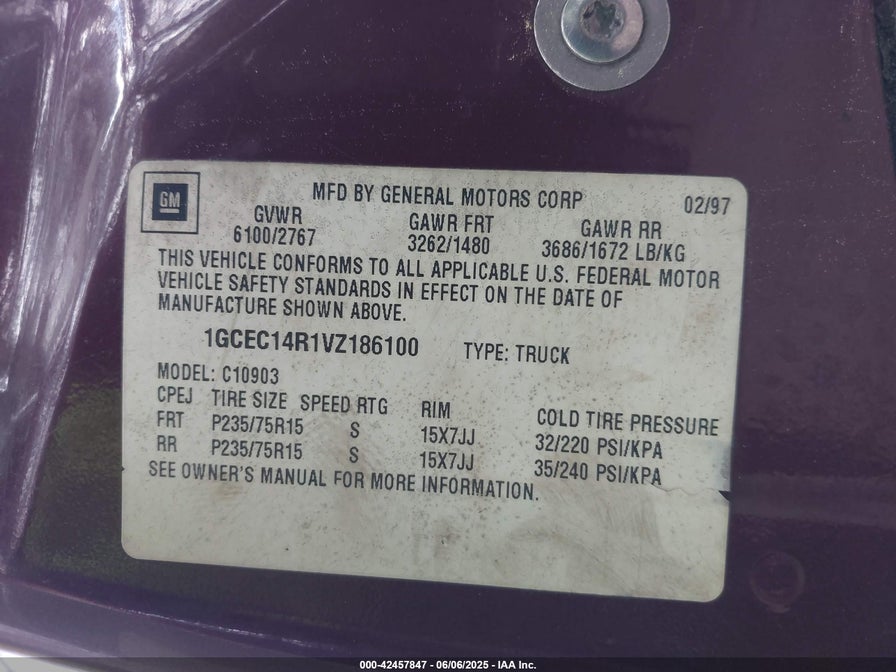 GM
MFD BY GENERAL MOTORS CORP 02/97
GVWR GAWR FRT GAWR RR
6100/2767 3262/1480 3686/1672 LB/KG
THIS VEHICLE CONFORMS TO ALL APPLICABLE U.S. FEDERAL MOTOR
VEHICLE SAFETY STANDARDS IN EFFECT ON THE DATE OF
MANUFACTURE SHOWN ABOVE.
1GCEC14R1VZ186100 TYPE: TRUCK
MODEL: C10903
CPEJ TIRE SIZE SPEED RTG RIM COLD TIRE PRESSURE
FRT P235/75R15 S 15X7JJ 32/220 PSI/KPA
RR P235/75R15 S 15X7JJ 35/240 PSI/KPA
SEE OWNER'S MANUAL FOR MORE INFORMATION.
000-42457847 - 06/06/2025 - IAA Inc.